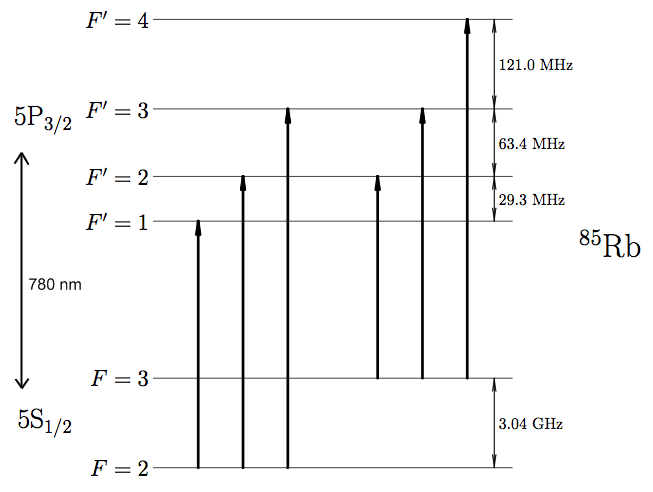 F′ = 4
121.0 MHz
5P3/2
F′ = 3
63.4 MHz
F′ = 2
29.3 MHz
F′ = 1
85Rb
780 nm
F = 3
5S1/2
3.04 GHz
F = 2